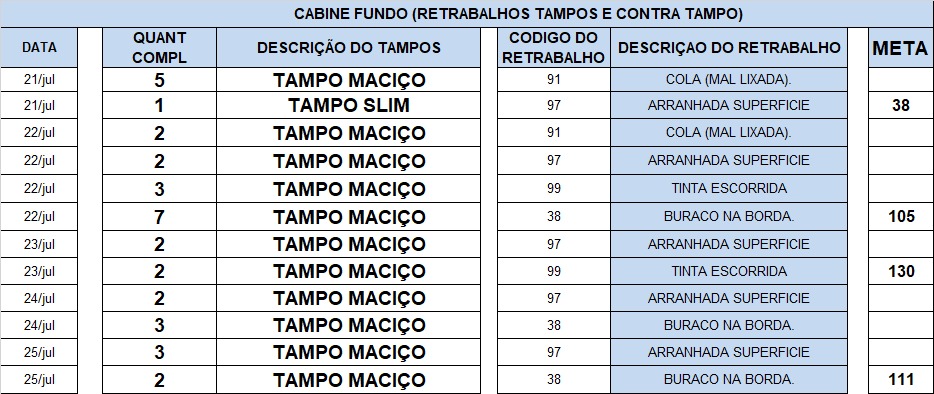 CABINE FUNDO (RETRABALHOS TAMPOS E CONTRA TAMPO)
DATA QUANT COMPL DESCRIÇÃO DO TAMPOS CODIGO DO RETRABALHO DESCRIÇAO DO RETRABALHO META
21/jul 5 TAMPO MACIÇO 91 COLA (MAL LIXADA).
21/jul 1 TAMPO SLIM 97 ARRANHADA SUPERFICIE 38
22/jul 2 TAMPO MACIÇO 91 COLA (MAL LIXADA).
22/jul 2 TAMPO MACIÇO 97 ARRANHADA SUPERFICIE
22/jul 3 TAMPO MACIÇO 99 TINTA ESCORRIDA
22/jul 7 TAMPO MACIÇO 38 BURACO NA BORDA. 105
23/jul 2 TAMPO MACIÇO 97 ARRANHADA SUPERFICIE
23/jul 2 TAMPO MACIÇO 99 TINTA ESCORRIDA 130
24/jul 2 TAMPO MACIÇO 97 ARRANHADA SUPERFICIE
24/jul 3 TAMPO MACIÇO 38 BURACO NA BORDA.
25/jul 3 TAMPO MACIÇO 97 ARRANHADA SUPERFICIE
25/jul 2 TAMPO MACIÇO 38 BURACO NA BORDA. 111